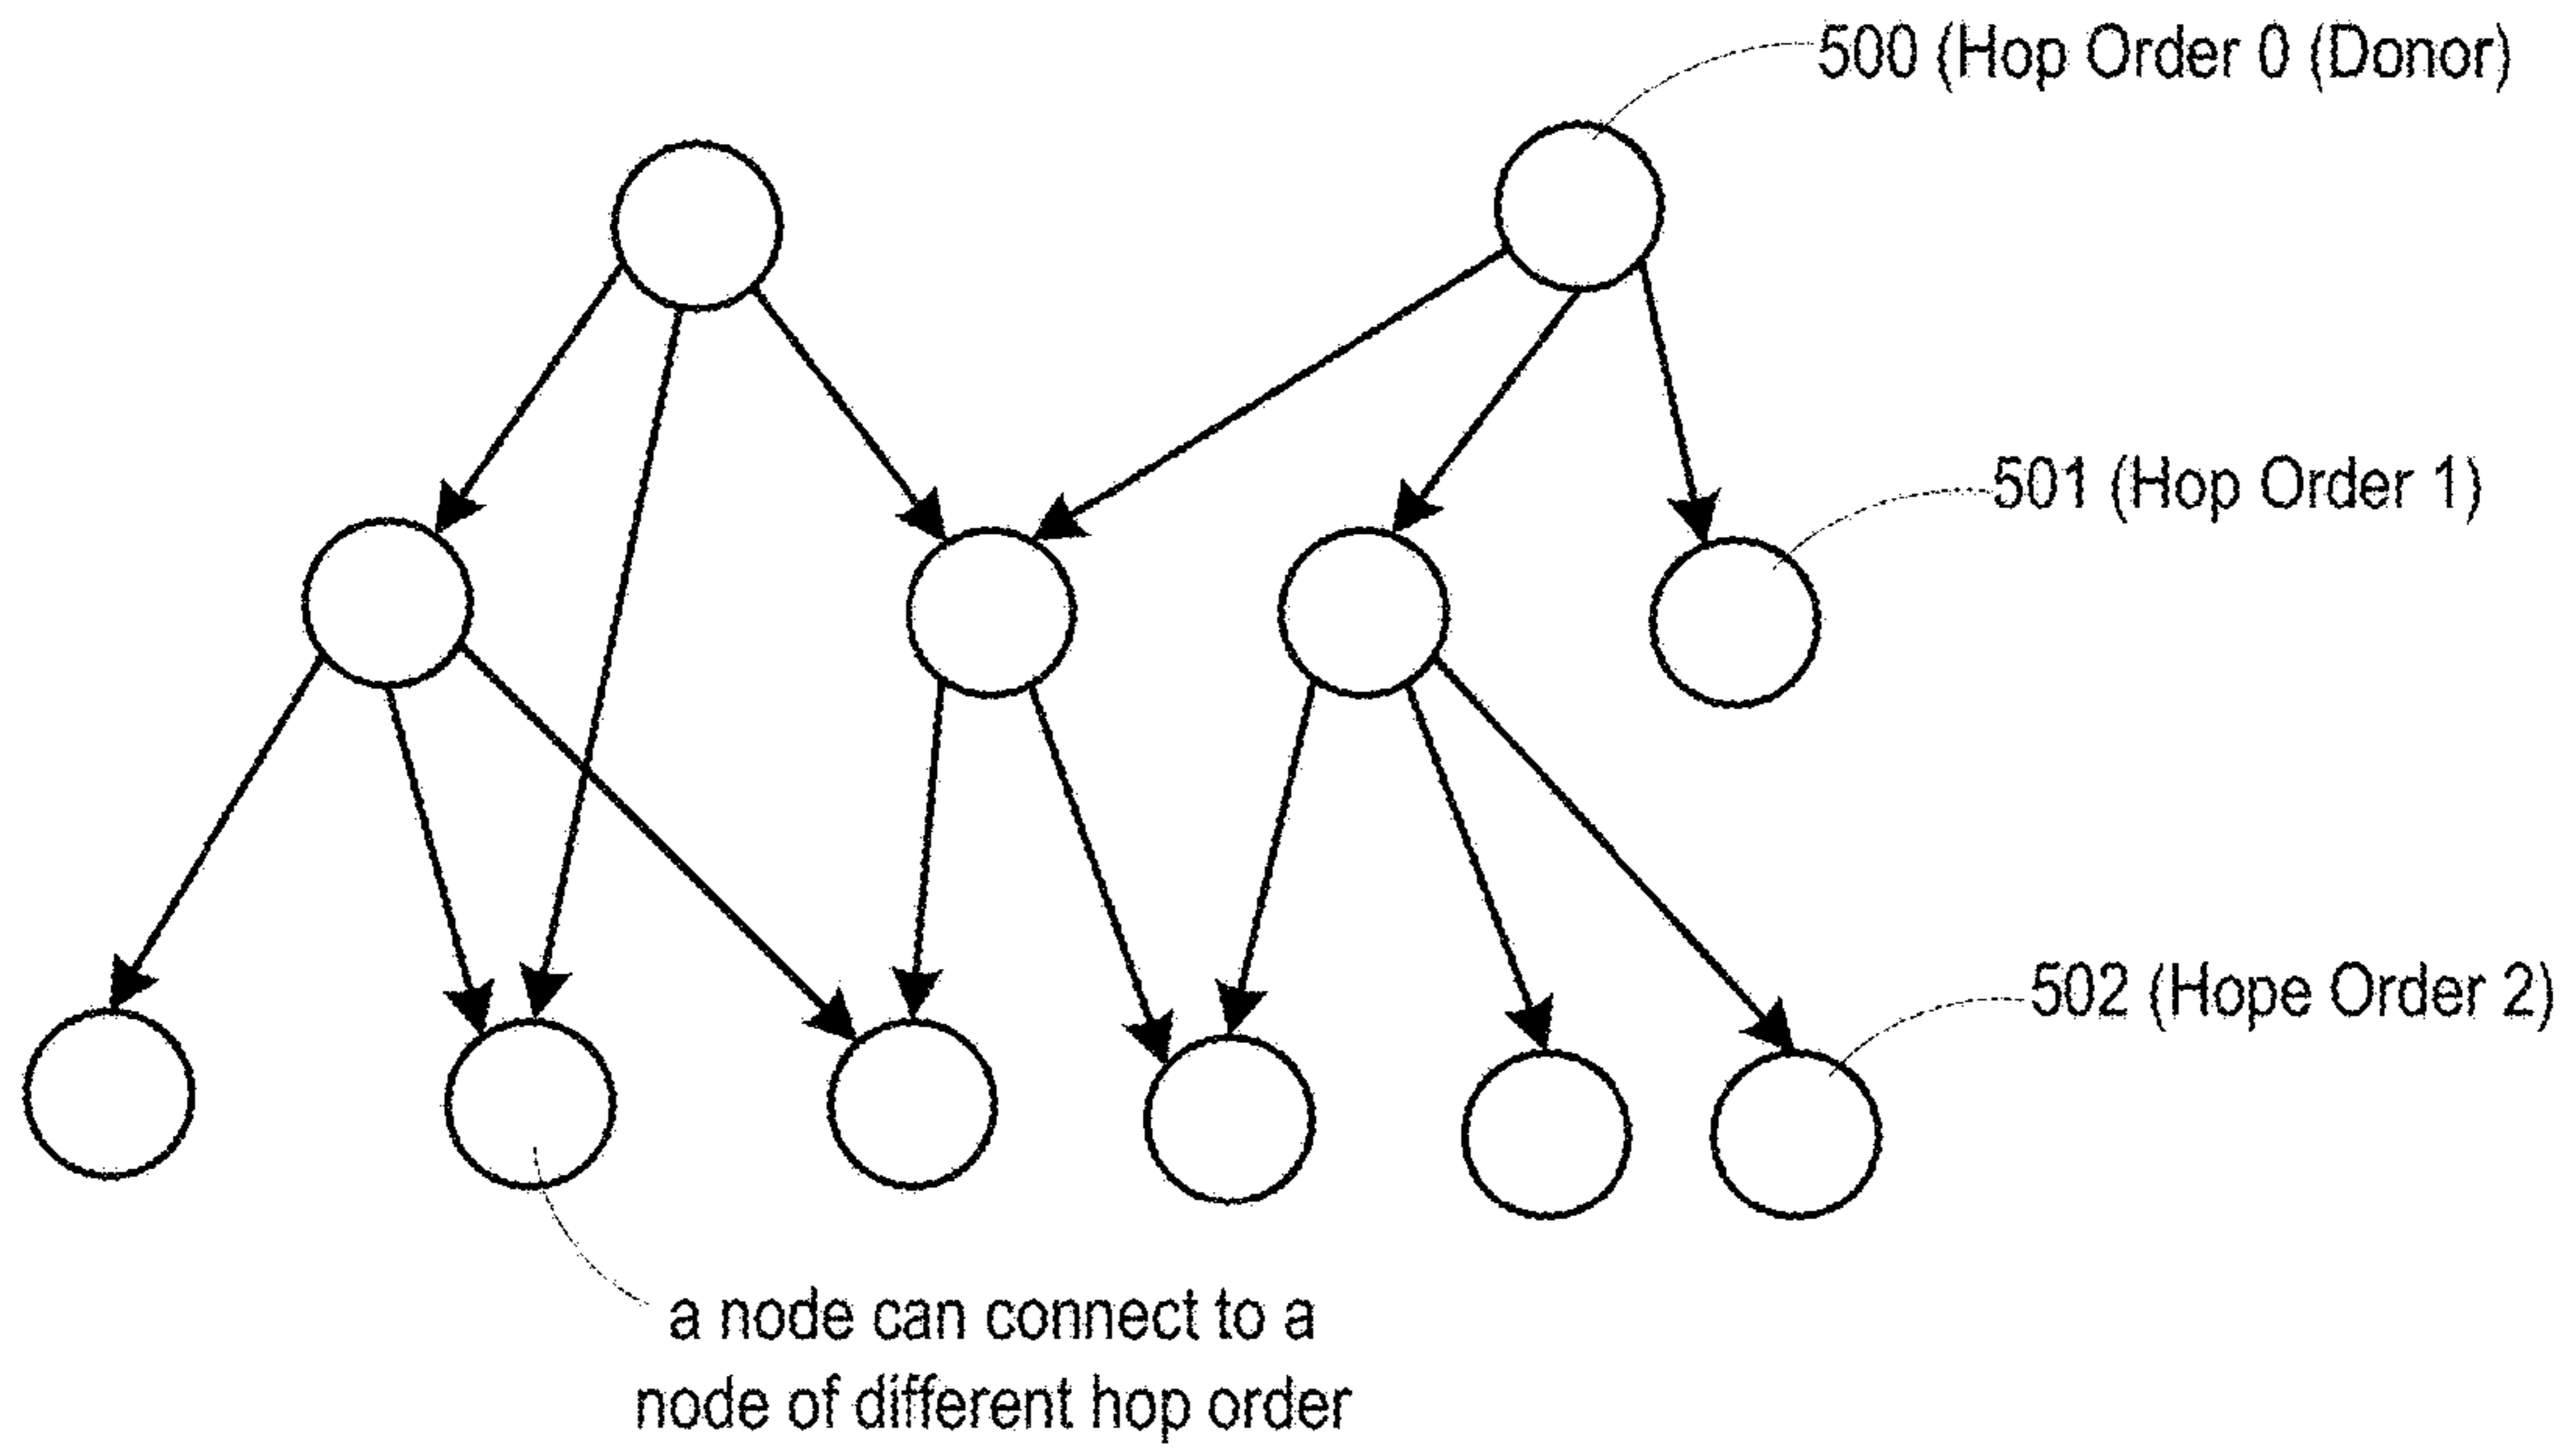 500 (Hop Order 0 (Donor)
501 (Hop Order 1)
502 (Hope Order 2)
a node can connect to a
node of different hop order